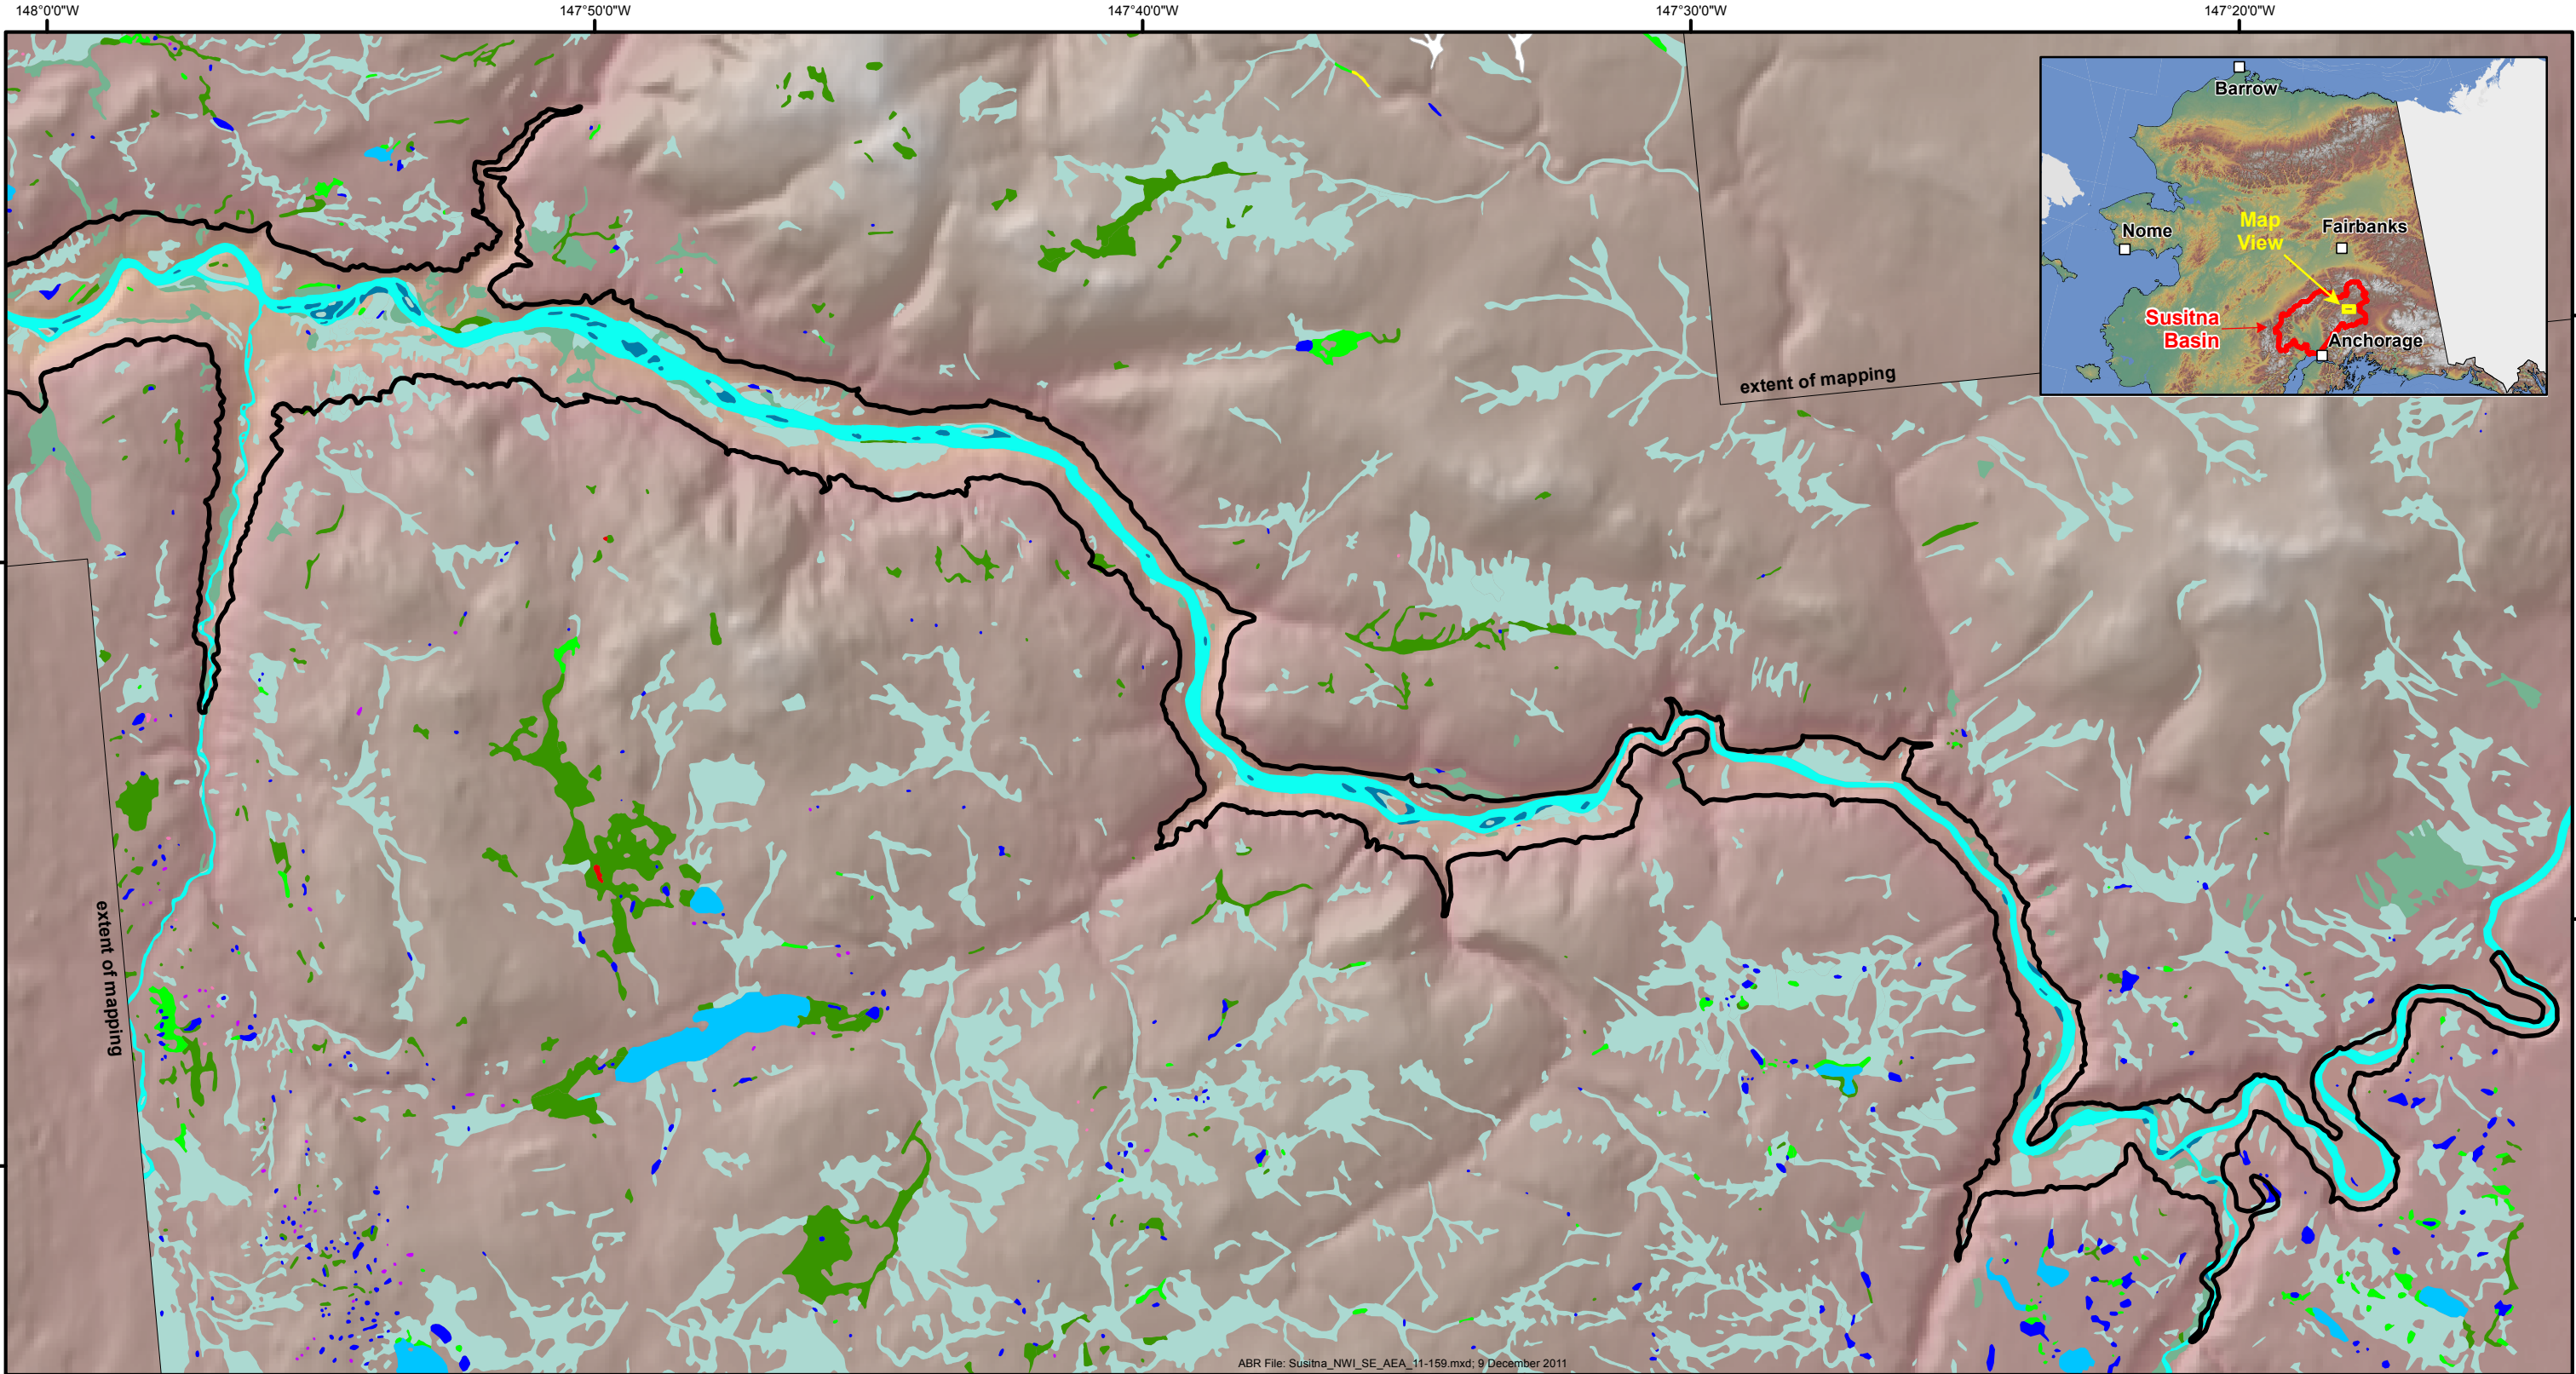 148°0'0"W
147°50'0"W
147°40'0"W
147°30'0"W
147°20'0"W
Barrow
Nome
Map
View
Fairbanks
Susitna
Basin
Anchorage
extent of mapping
extent of mapping
ABR File: Susitna_NWI_SE_AEA_11-159.mxd; 9 December 2011